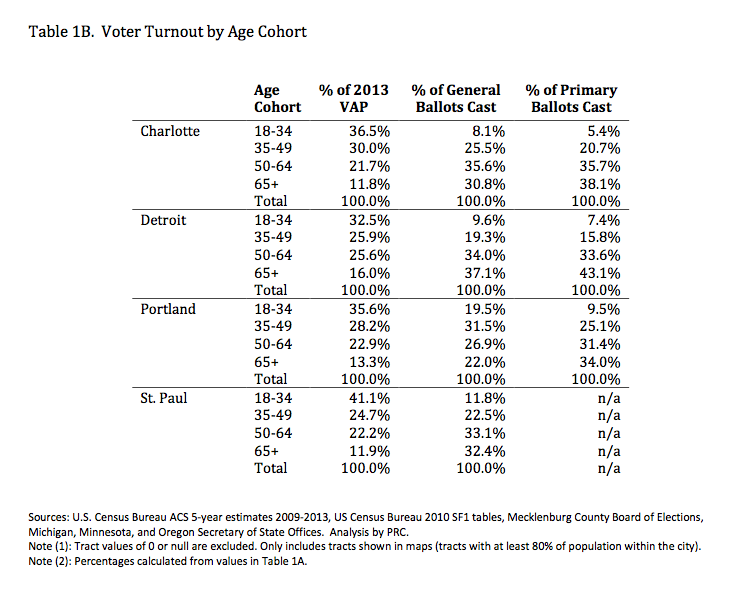 Table 1B. Voter Turnout by Age Cohort
Age Cohort % of 2013 VAP % of General Ballots Cast % of Primary Ballots Cast
Charlotte 18-34 36.5% 8.1% 5.4%
35-49 30.0% 25.5% 20.7%
50-64 21.7% 35.6% 35.7%
65+ 11.8% 30.8% 38.1%
Total 100.0% 100.0% 100.0%
Detroit 18-34 32.5% 9.6% 7.4%
35-49 25.9% 19.3% 15.8%
50-64 25.6% 34.0% 33.6%
65+ 16.0% 37.1% 43.1%
Total 100.0% 100.0% 100.0%
Portland 18-34 35.6% 19.5% 9.5%
35-49 28.2% 31.5% 25.1%
50-64 22.9% 26.9% 31.4%
65+ 13.3% 22.0% 34.0%
Total 100.0% 100.0% 100.0%
St. Paul 18-34 41.1% 11.8% n/a
35-49 24.7% 22.5% n/a
50-64 22.2% 33.1% n/a
65+ 11.9% 32.4% n/a
Total 100.0% 100.0% n/a
Sources: U.S. Census Bureau ACS 5-year estimates 2009-2013, US Census Bureau 2010 SF1 tables, Mecklenburg County Board of Elections,
Michigan, Minnesota, and Oregon Secretary of State Offices. Analysis by PRC.
Note (1): Tract values of 0 or null are excluded. Only includes tracts shown in maps (tracts with at least 80% of population within the city).
Note (2): Percentages calculated from values in Table 1A.